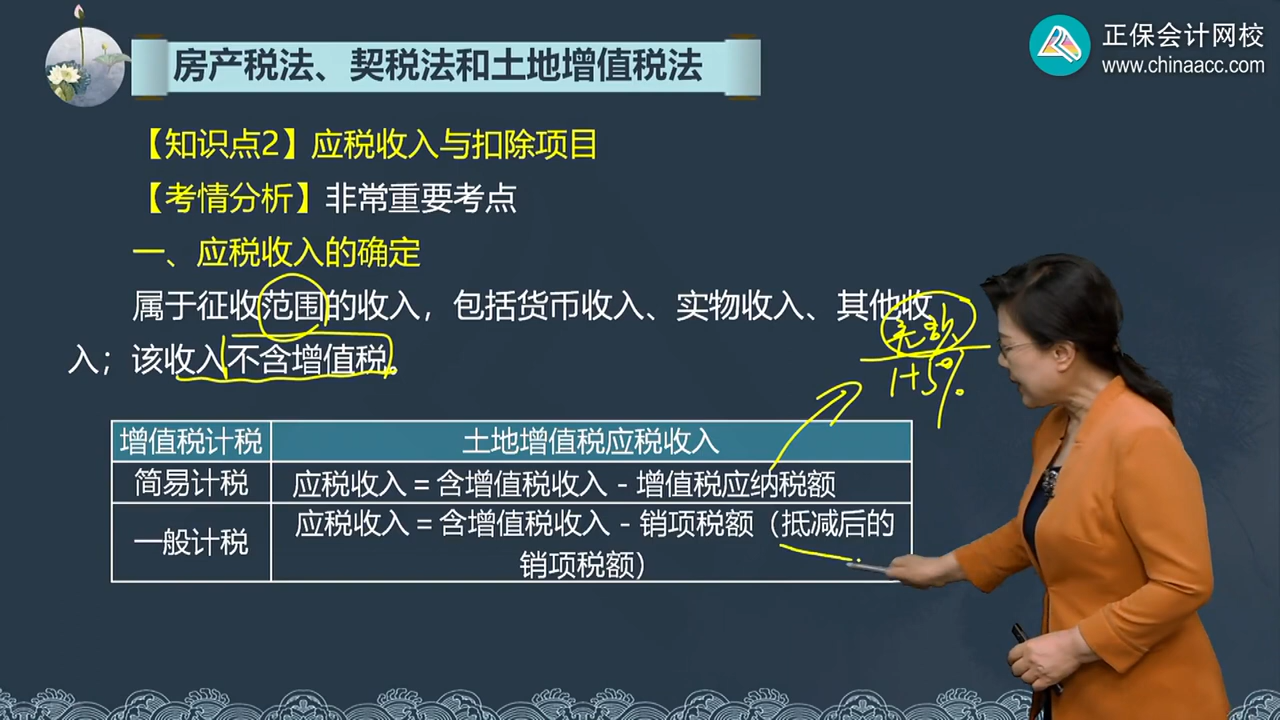 正保会计网校
www.chinaacc.com
房产税法、契税法和土地增值税法
【知识点2】应税收入与扣除项目
【考情分析】非常重要考点
一、应税收入的确定
属于征收范围的收入，包括货币收入、实物收入、其他收
入；该收入不含增值税。
1+5%
增值税计税 土地增值税应税收入
简易计税 应税收入＝含增值税收入－增值税应纳税额
一般计税 应税收入＝含增值税收入－销项税额（抵减后的
销项税额）